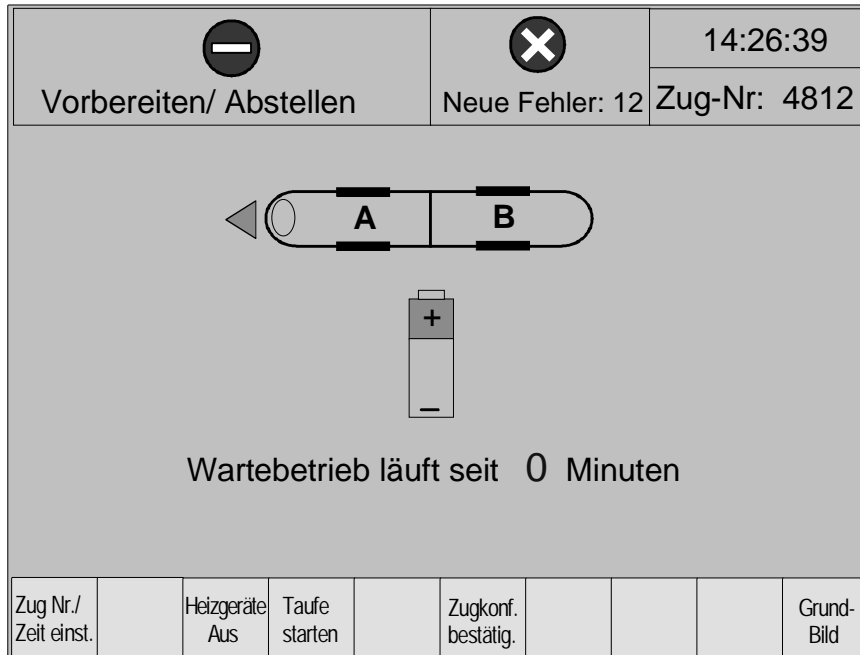 14:26:39
Vorbereiten/ Abstellen
Neue Fehler: 12
Zug-Nr: 4812
A B
+
–
Wartebetrieb läuft seit 0 Minuten
Zug Nr./
Zeit einst.
Heizgeräte
Aus
Taufe
starten
Zugkonf.
bestätig.
Grund-
Bild